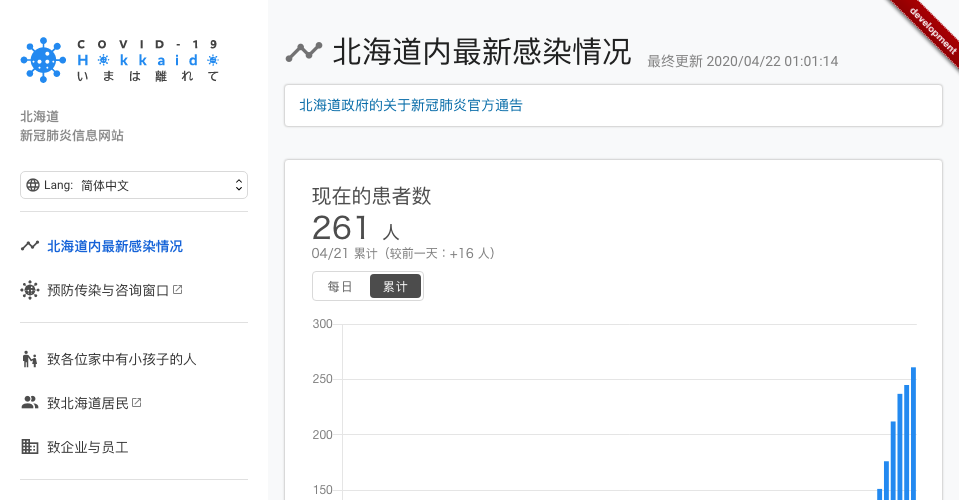 COVID-19
Hokkaido
いまは離れて
北海道
新冠肺炎信息网站
Lang: 简体中文
北海道内最新感染情况
预防传染与咨询窗口
致各位家中有小孩子的人
致北海道居民
致企业与员工
development
北海道内最新感染情况 最终更新 2020/04/22 01:01:14
北海道政府的关于新冠肺炎官方通告
现在的患者数
261 人
04/21 累计（较前一天：+16 人）
每日 累计
300
250
200
150